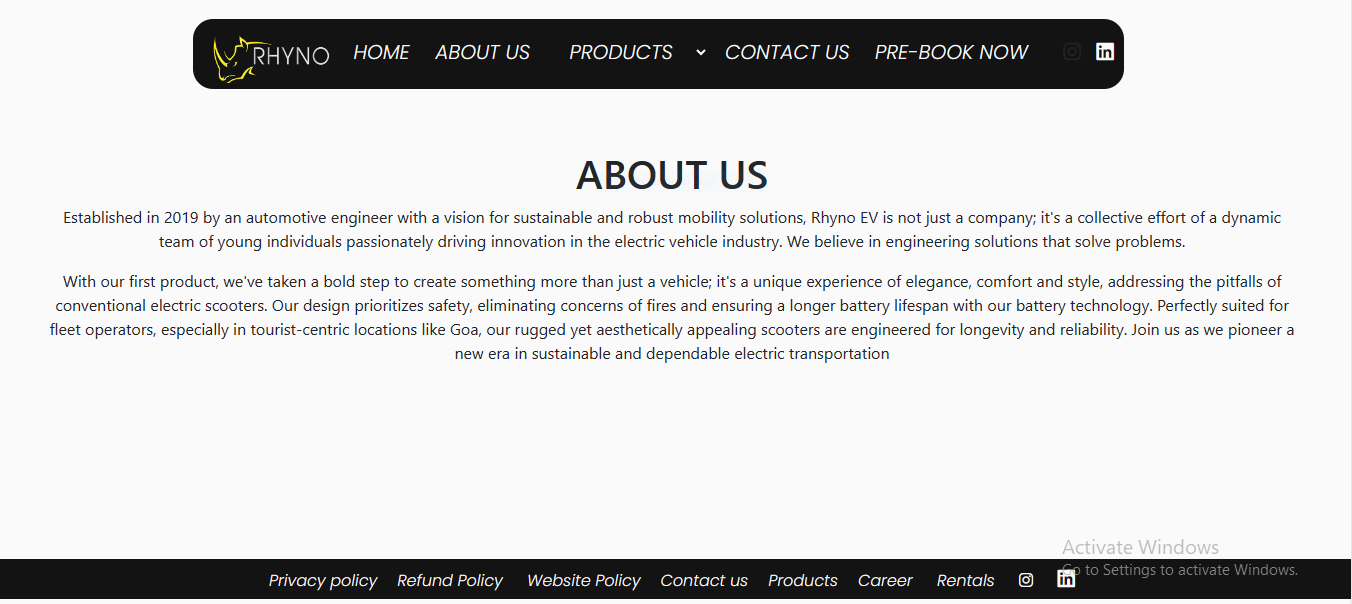 RHYNO HOME ABOUT US PRODUCTS CONTACT US PRE-BOOK NOW in
ABOUT US
Established in 2019 by an automotive engineer with a vision for sustainable and robust mobility solutions, Rhyno EV is not just a company; it's a collective effort of a dynamic
team of young individuals passionately driving innovation in the electric vehicle industry. We believe in engineering solutions that solve problems.
With our first product, we've taken a bold step to create something more than just a vehicle; it's a unique experience of elegance, comfort and style, addressing the pitfalls of
conventional electric scooters. Our design prioritizes safety, eliminating concerns of fires and ensuring a longer battery lifespan with our battery technology. Perfectly suited for
fleet operators, especially in tourist-centric locations like Goa, our rugged yet aesthetically appealing scooters are engineered for longevity and reliability. Join us as we pioneer a
new era in sustainable and dependable electric transportation
Activate Windows
Go to Settings to activate Windows.
Privacy policy Refund Policy Website Policy Contact us Products Career Rentals in